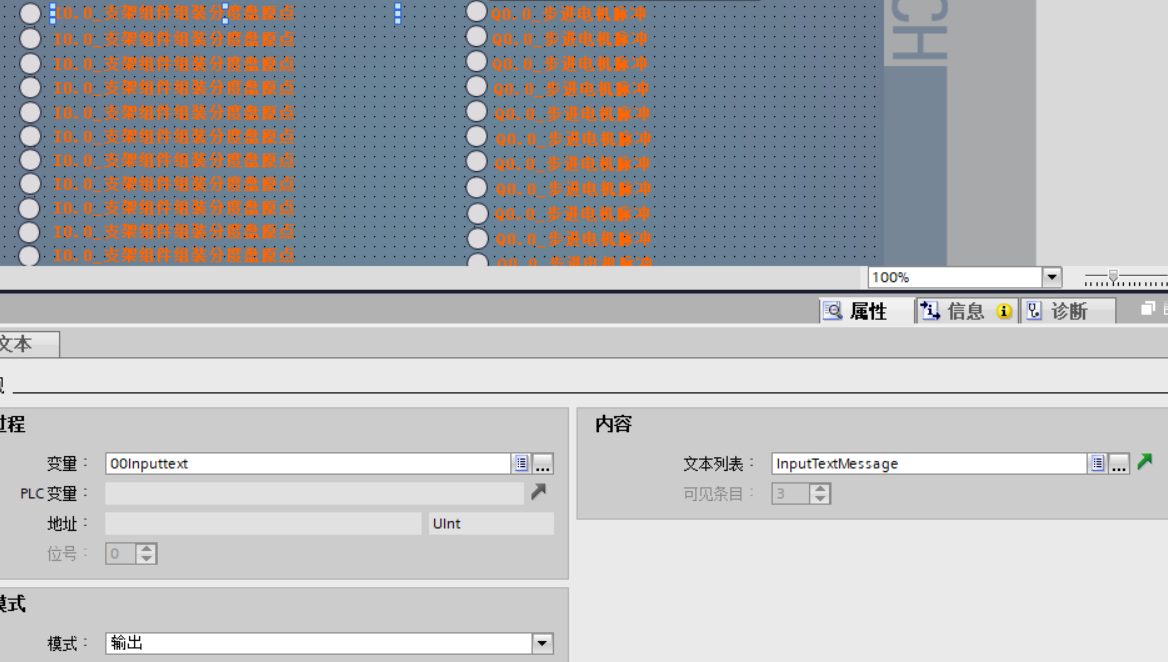 I0.0_支架组件组装分度盘原点 Q0.0_步进电机脉冲
I0.0_支架组件组装分度盘原点 Q0.0_步进电机脉冲
I0.0_支架组件组装分度盘原点 Q0.0_步进电机脉冲
I0.0_支架组件组装分度盘原点 Q0.0_步进电机脉冲
I0.0_支架组件组装分度盘原点 Q0.0_步进电机脉冲
I0.0_支架组件组装分度盘原点 Q0.0_步进电机脉冲
I0.0_支架组件组装分度盘原点 Q0.0_步进电机脉冲
I0.0_支架组件组装分度盘原点 Q0.0_步进电机脉冲
I0.0_支架组件组装分度盘原点 Q0.0_步进电机脉冲
I0.0_支架组件组装分度盘原点 Q0.0_步进电机脉冲
I0.0_支架组件组装分度盘原点 Q0.0_步进电机脉冲
CH
100%
属性 信息 诊断
文本
过程
变量： 00Inputtext
PLC 变量：
地址： UInt
位号： 0
内容
文本列表： InputTextMessage
可见条目： 3
模式
模式： 输出